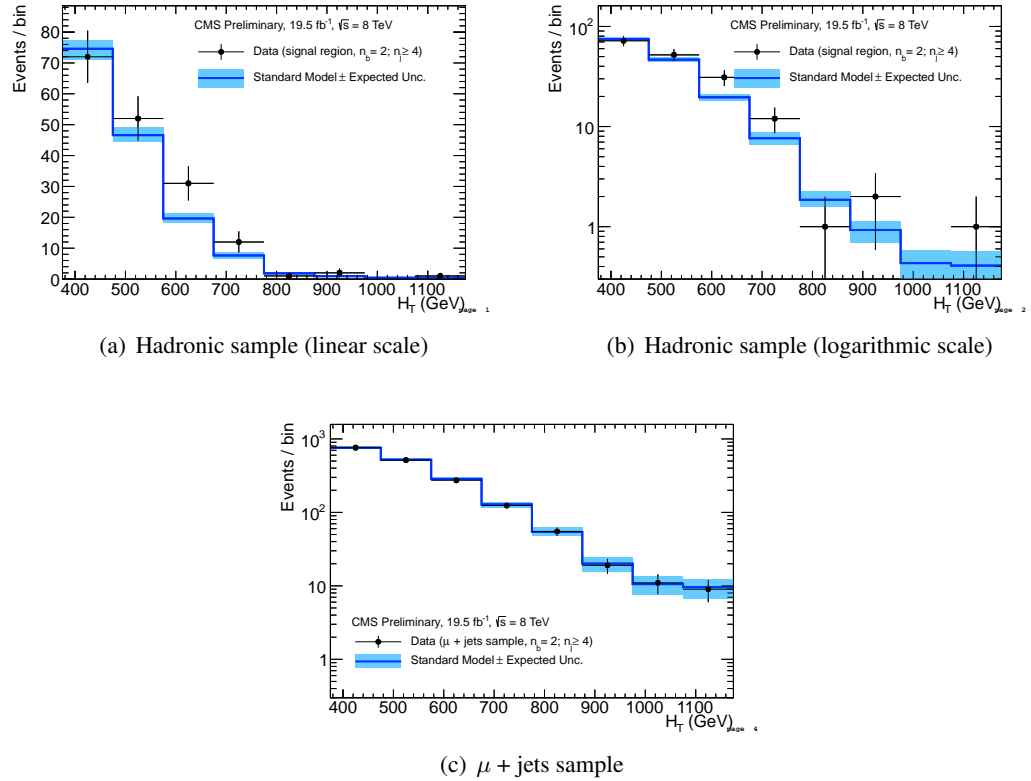 CMS Preliminary, 19.5 fb⁻¹, √s = 8 TeV
Data (signal region, n_b = 2; n_j ≥ 4)
Standard Model ± Expected Unc.
Events / bin
80
70
60
50
40
30
20
10
0
400 500 600 700 800 900 1000 1100
H_T (GeV)
page 1
(a) Hadronic sample (linear scale)
CMS Preliminary, 19.5 fb⁻¹, √s = 8 TeV
Data (signal region, n_b = 2; n_j ≥ 4)
Standard Model ± Expected Unc.
Events / bin
10²
10
1
400 500 600 700 800 900 1000 1100
H_T (GeV)
page 2
(b) Hadronic sample (logarithmic scale)
Events / bin
10³
10²
10
1
CMS Preliminary, 19.5 fb⁻¹, √s = 8 TeV
Data (μ + jets sample, n_b = 2; n_j ≥ 4)
Standard Model ± Expected Unc.
400 500 600 700 800 900 1000 1100
H_T (GeV)
page 4
(c) μ + jets sample